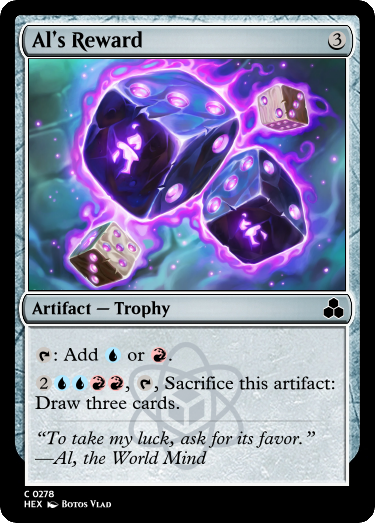 Al's Reward 3
Artifact — Trophy
: Add or .
2 , , Sacrifice this artifact:
Draw three cards.
"To take my luck, ask for its favor."
—Al, the World Mind
C 0278
HEX Botos Vlad